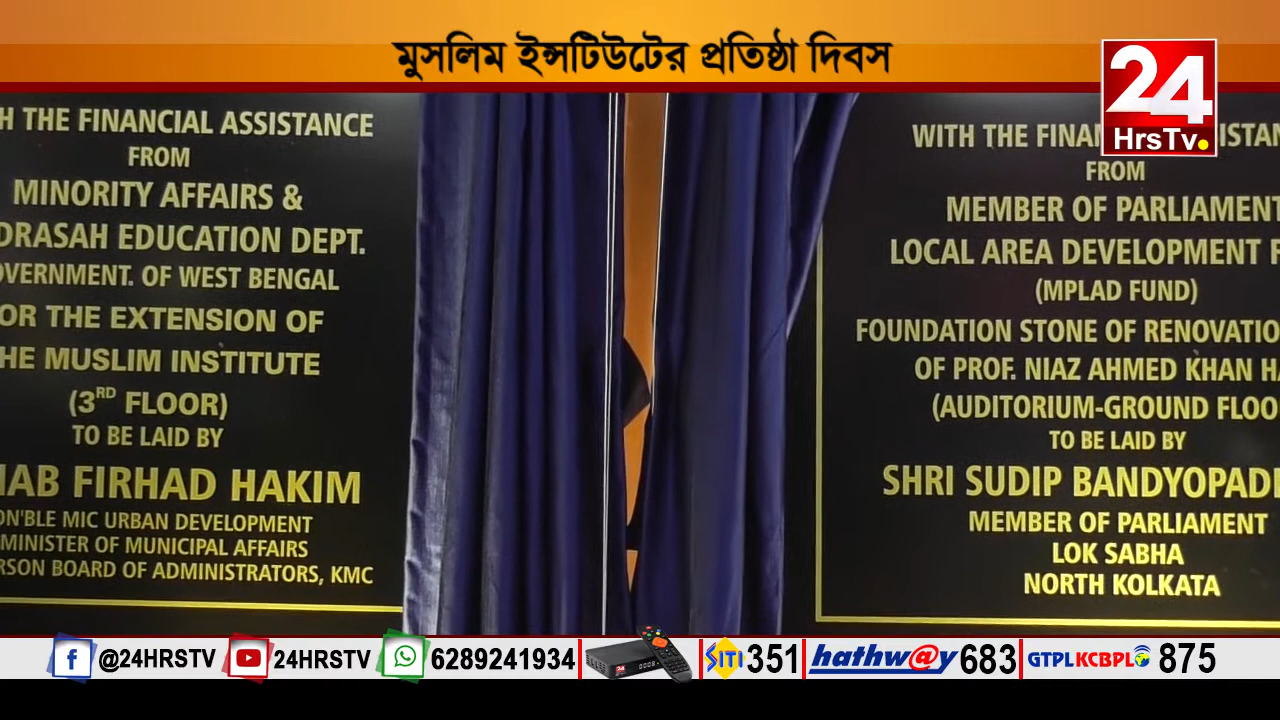 মুসলিম ইন্সটিউটের প্রতিষ্ঠা দিবস
24
HrsTv.
H THE FINANCIAL ASSISTANCE
FROM
MINORITY AFFAIRS &
DRASAH EDUCATION DEPT.
OVERNMENT. OF WEST BENGAL
OR THE EXTENSION OF
HE MUSLIM INSTITUTE
(3RD FLOOR)
TO BE LAID BY
NAB FIRHAD HAKIM
ON'BLE MIC URBAN DEVELOPMENT
MINISTER OF MUNICIPAL AFFAIRS
RSON BOARD OF ADMINISTRATORS, KMC
WITH THE FINAN ISTAN
FROM
MEMBER OF PARLIAMENT
LOCAL AREA DEVELOPMENT F
(MPLAD FUND)
FOUNDATION STONE OF RENOVATIO
OF PROF. NIAZ AHMED KHAN HA
(AUDITORIUM-GROUND FLOO
TO BE LAID BY
SHRI SUDIP BANDYOPAD
MEMBER OF PARLIAMENT
LOK SABHA
NORTH KOLKATA
@24HRSTV 24HRSTV 6289241934 SITI 351 hathw@y 683 GTPL KCBPL 875